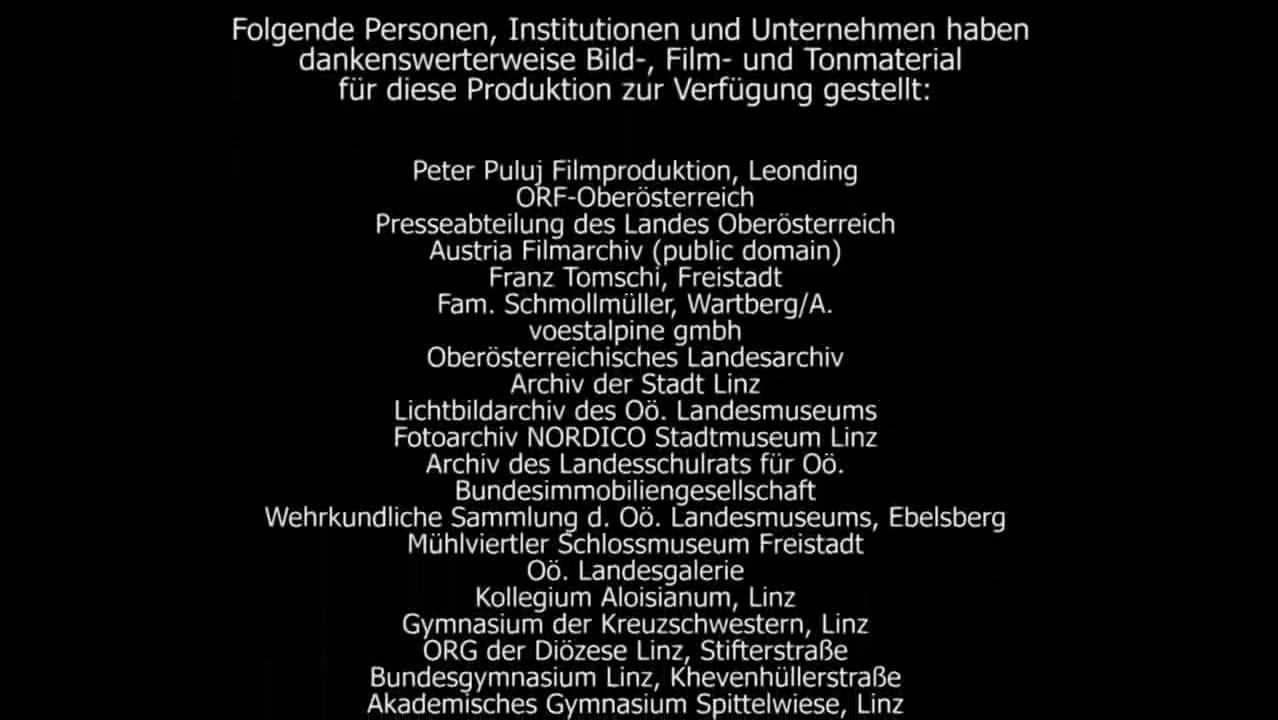 Folgende Personen, Institutionen und Unternehmen haben
dankenswerterweise Bild-, Film- und Tonmaterial
für diese Produktion zur Verfügung gestellt:
Peter Puluj Filmproduktion, Leonding
ORF-Oberösterreich
Presseabteilung des Landes Oberösterreich
Austria Filmarchiv (public domain)
Franz Tomschi, Freistadt
Fam. Schmollmüller, Wartberg/A.
voestalpine gmbh
Oberösterreichisches Landesarchiv
Archiv der Stadt Linz
Lichtbildarchiv des Oö. Landesmuseums
Fotoarchiv NORDICO Stadtmuseum Linz
Archiv des Landesschulrats für Oö.
Bundesimmobiliengesellschaft
Wehrkundliche Sammlung d. Oö. Landesmuseums, Ebelsberg
Mühlviertler Schlossmuseum Freistadt
Oö. Landesgalerie
Kollegium Aloisianum, Linz
Gymnasium der Kreuzschwestern, Linz
ORG der Diözese Linz, Stifterstraße
Bundesgymnasium Linz, Khevenhüllerstraße
Akademisches Gymnasium Spittelwiese, Linz